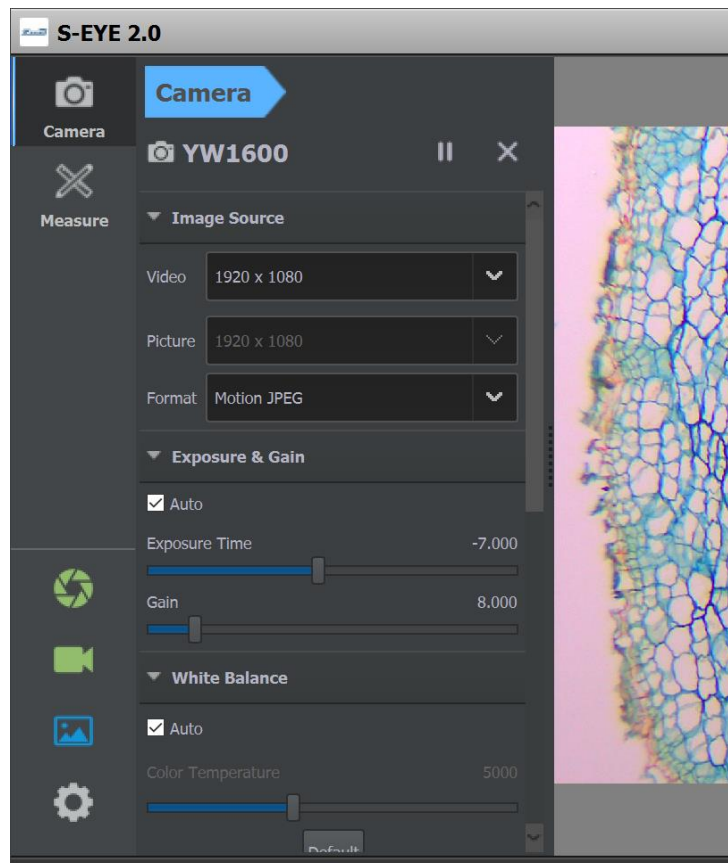 S-EYE 2.0
Camera
Measure
Camera
YW1600
Image Source
Video 1920 x 1080
Picture 1920 x 1080
Format Motion JPEG
Exposure & Gain
Auto
Exposure Time -7.000
Gain 8.000
White Balance
Auto
Color Temperature 5000
Default